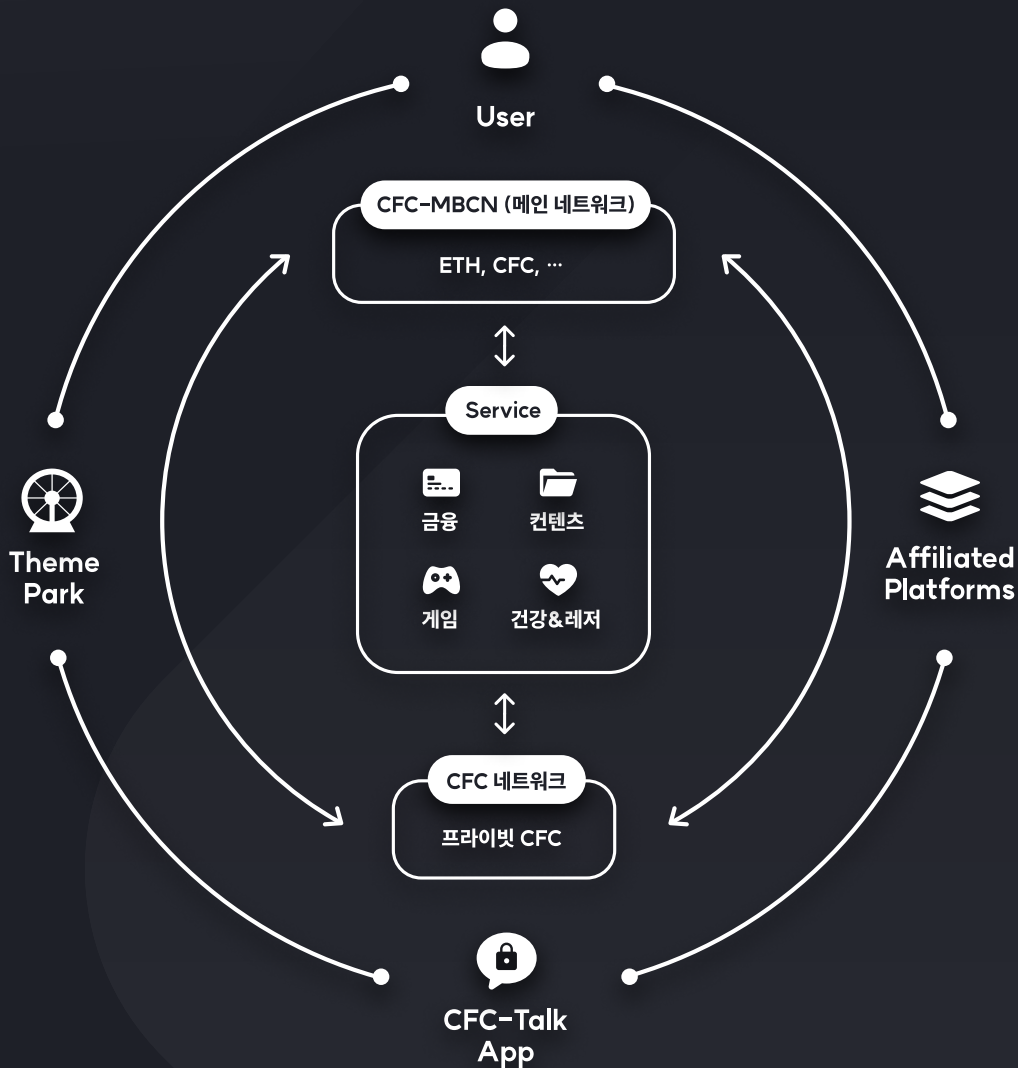 User
CFC-MBCN (메인 네트워크)
ETH, CFC, ···
Service
금융
컨텐츠
게임
건강&레저
Theme
Park
Affiliated
Platforms
CFC 네트워크
프라이빗 CFC
CFC-Talk
App